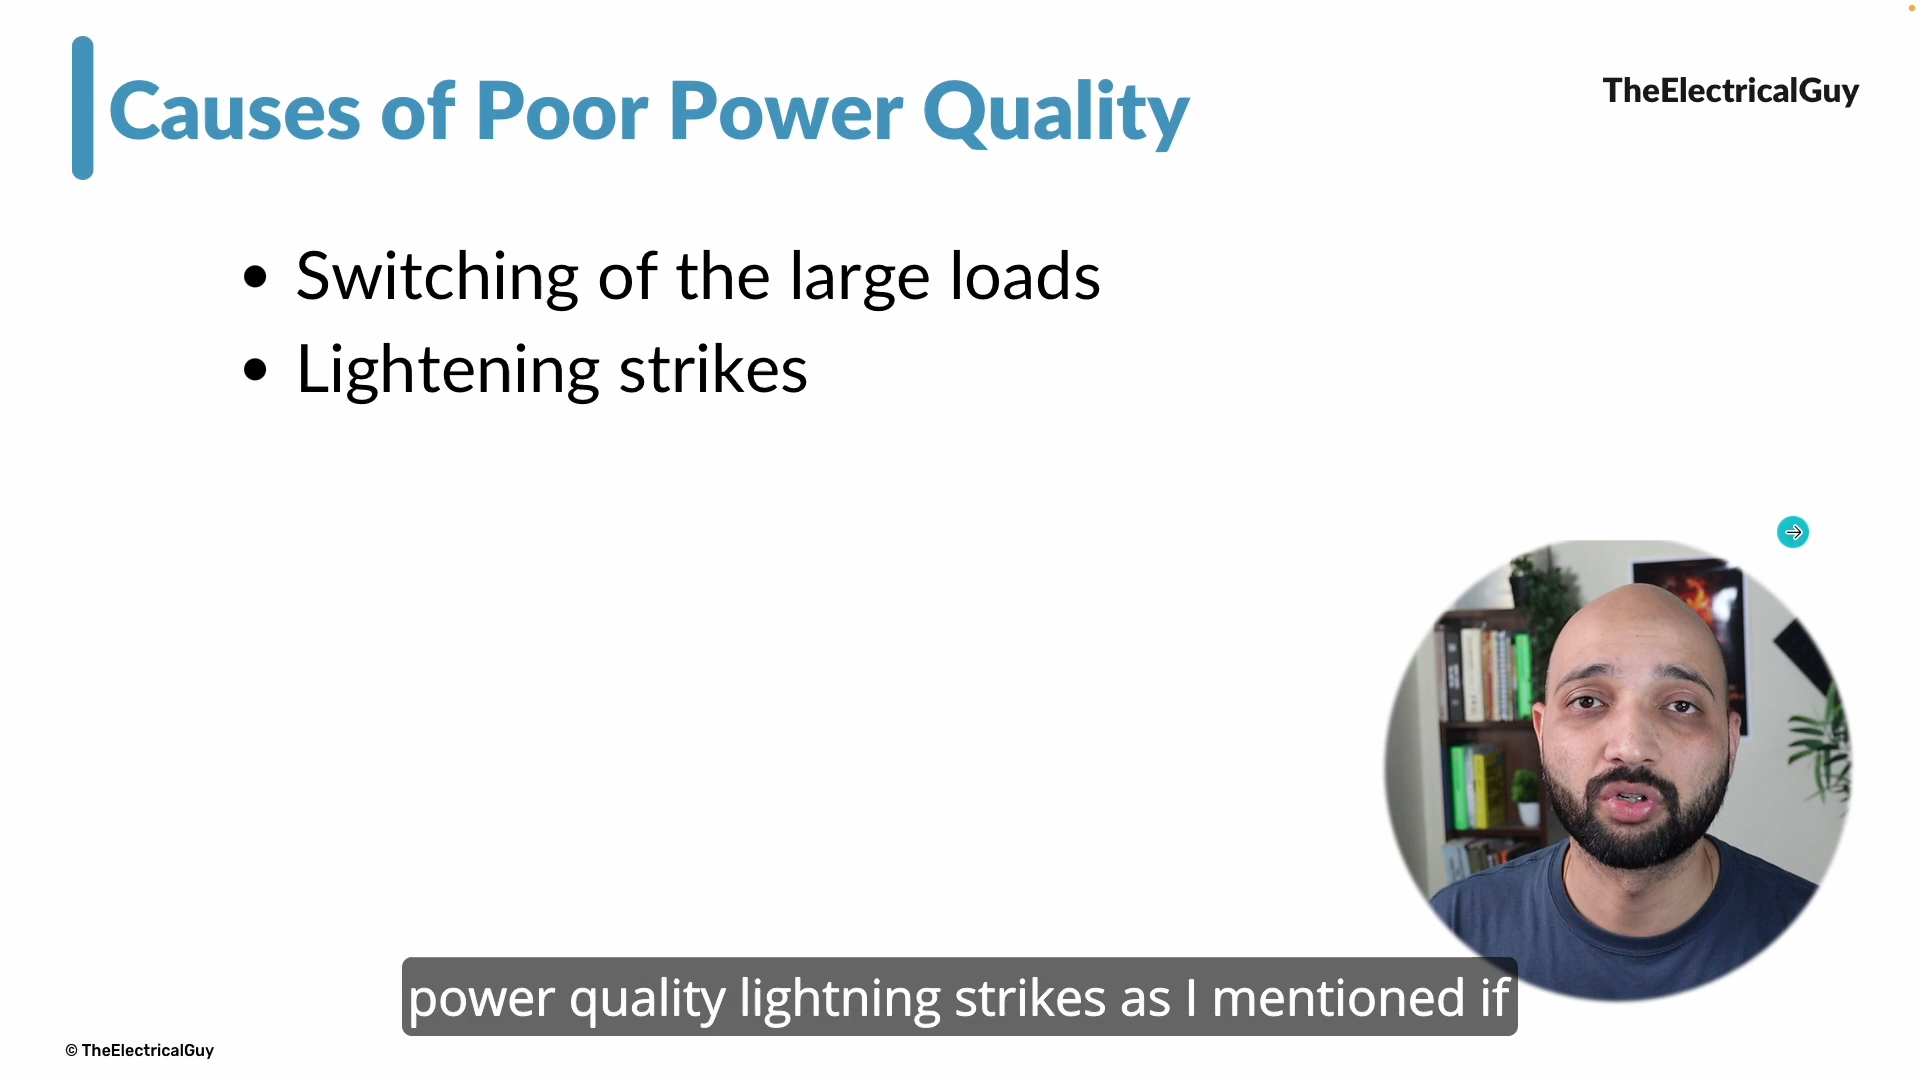 Causes of Poor Power Quality
TheElectricalGuy
• Switching of the large loads
• Lightening strikes
power quality lightning strikes as I mentioned if
© TheElectricalGuy